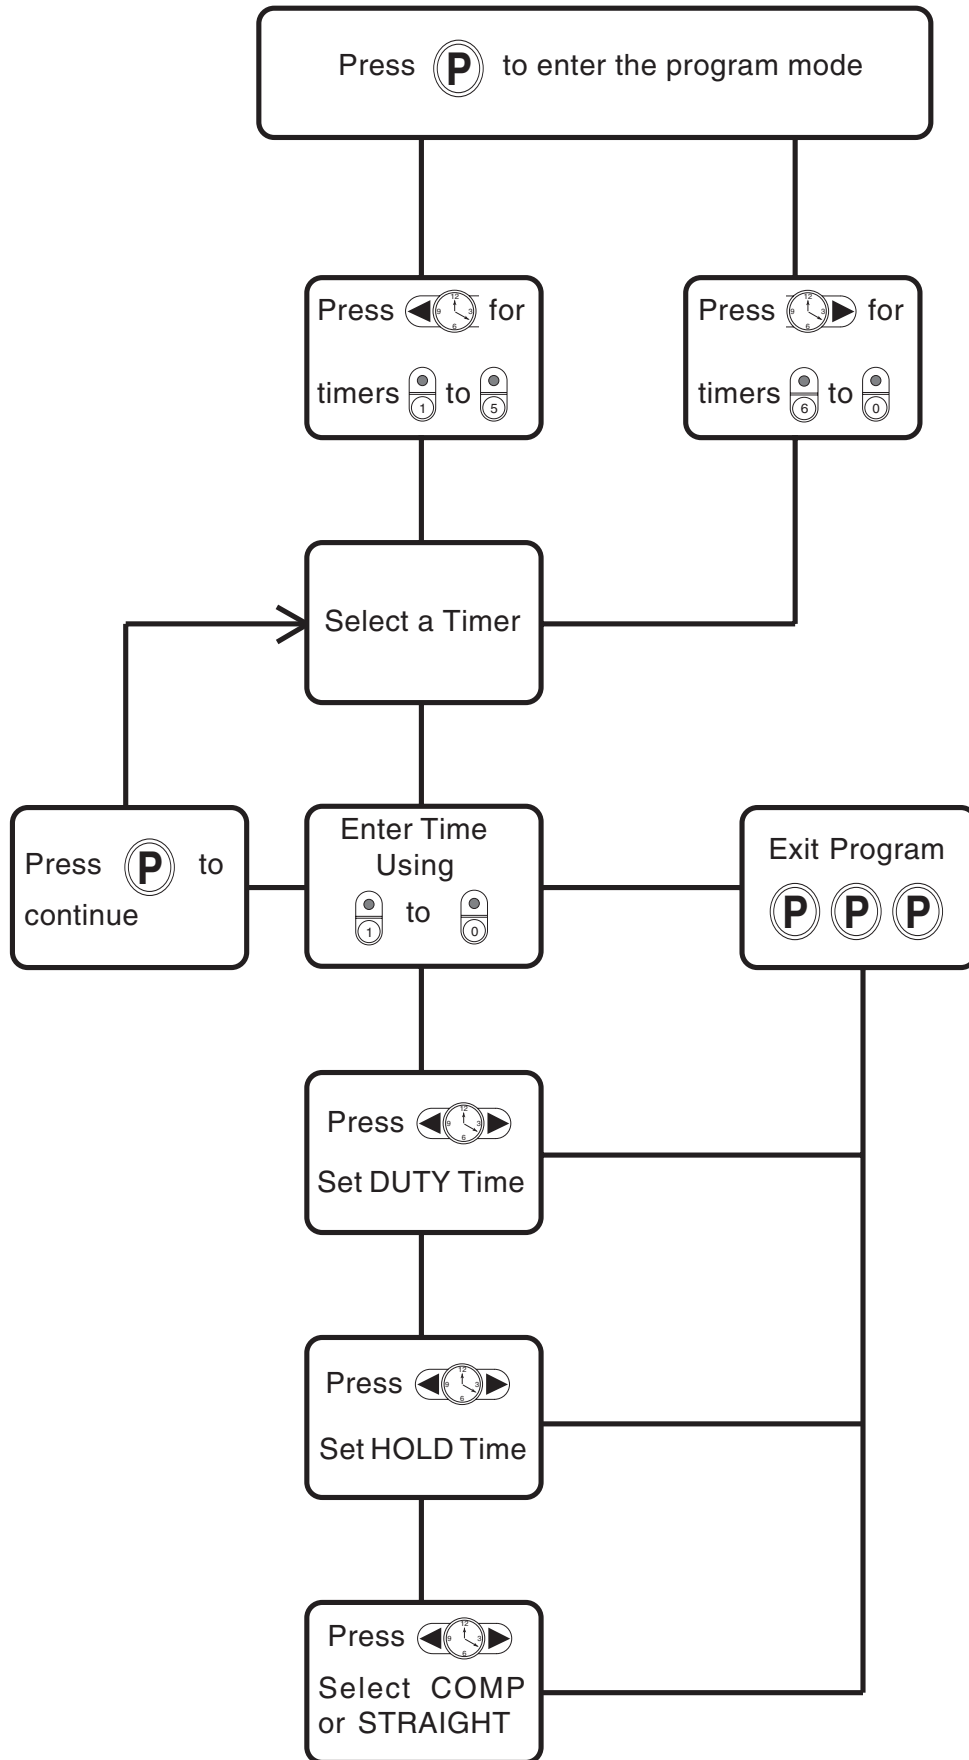 Press P to enter the program mode
Press 12 3 6 9 for
timers 1 to 5
Press 12 3 6 9 for
timers 6 to 0
Select a Timer
Press P to
continue
Enter Time
Using
1 to 0
Exit Program
P P P
Press 12 3 6 9
Set DUTY Time
Press 12 3 6 9
Set HOLD Time
Press 12 3 6 9
Select COMP
or STRAIGHT